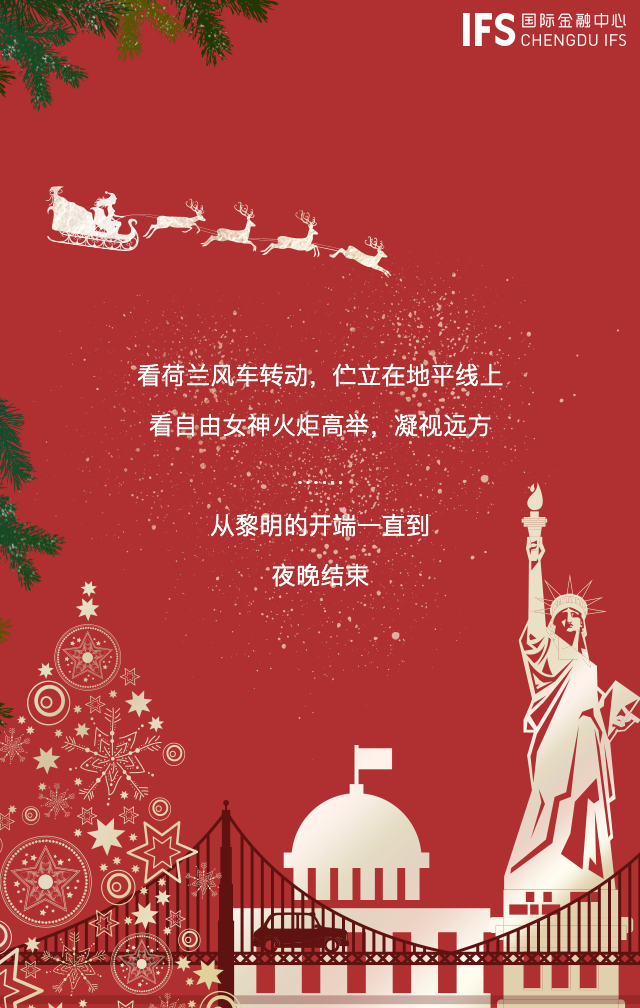 IFS 国际金融中心
CHENGDU IFS
看荷兰风车转动，伫立在地平线上
看自由女神火炬高举，凝视远方
······
从黎明的开端一直到
夜晚结束